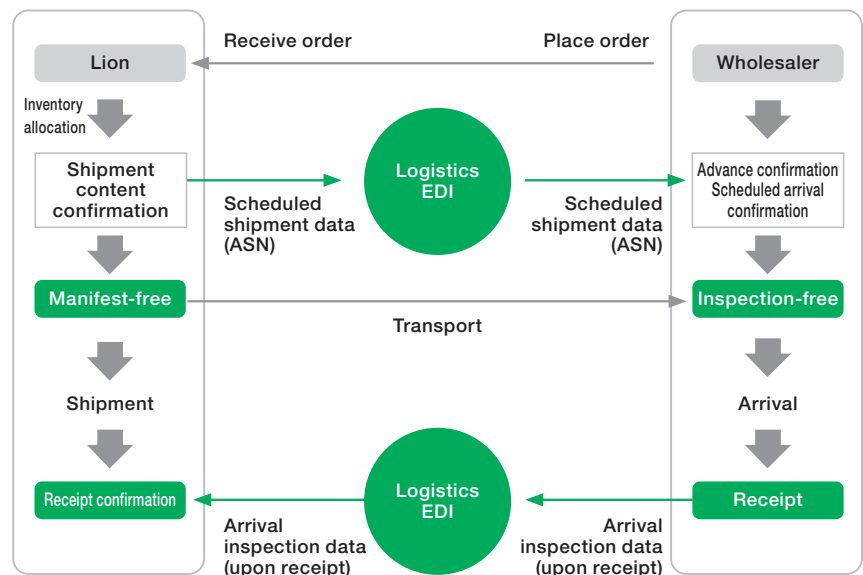 Receive order
Place order
Lion
Wholesaler
Inventory
allocation
Shipment
content
confirmation
Logistics
EDI
Advance confirmation
Scheduled arrival
confirmation
Scheduled
shipment data
(ASN)
Scheduled
shipment data
(ASN)
Manifest-free
Inspection-free
Transport
Shipment
Arrival
Receipt confirmation
Logistics
EDI
Receipt
Arrival
inspection data
(upon receipt)
Arrival
inspection data
(upon receipt)